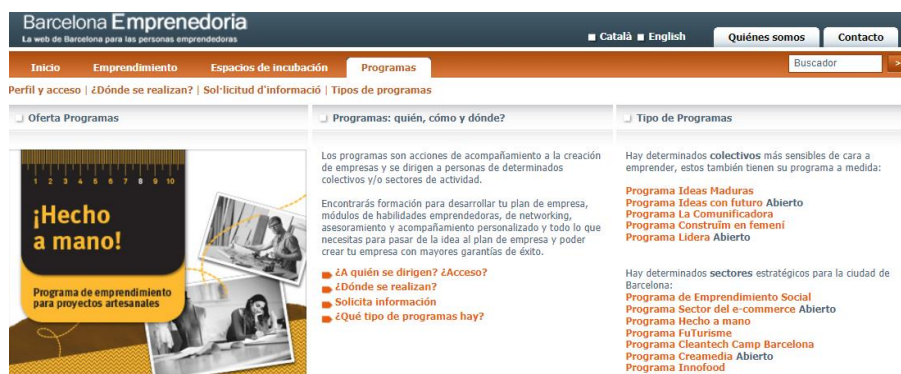 Barcelona Emprenedoria
La web de Barcelona para las personas emprendedoras
Català English
Quiénes somos
Contacto
Inicio
Emprendimiento
Espacios de incubación
Programas
Buscador
>
Perfil y acceso | ¿Dónde se realizan? | Sol·licitud d'informació | Tipos de programas
Oferta Programas
1 2 3 4 5 6 7 8 9 10
¡Hecho
a mano!
Programa de emprendimiento
para proyectos artesanales
Programas: quién, cómo y dónde?
Los programas son acciones de acompañamiento a la creación
de empresas y se dirigen a personas de determinados
colectivos y/o sectores de actividad.
Encontrarás formación para desarrollar tu plan de empresa,
módulos de habilidades emprendedoras, de networking,
asesoramiento y acompañamiento personalizado y todo lo que
necesitas para pasar de la idea al plan de empresa y poder
crear tu empresa con mayores garantías de éxito.
¿A quién se dirigen? ¿Acceso?
¿Dónde se realizan?
Solicita información
¿Qué tipo de programas hay?
Tipo de Programas
Hay determinados colectivos más sensibles de cara a
emprender, estos también tienen su programa a medida:
Programa Ideas Maduras
Programa Ideas con futuro Abierto
Programa La Comunificadora
Programa Construïm en femení
Programa Lidera Abierto
Hay determinados sectores estratégicos para la ciudad de
Barcelona:
Programa de Emprendimiento Social
Programa Sector del e-commerce Abierto
Programa Hecho a mano
Programa FuTurisme
Programa Cleantech Camp Barcelona
Programa Creamedia Abierto
Programa Innofood